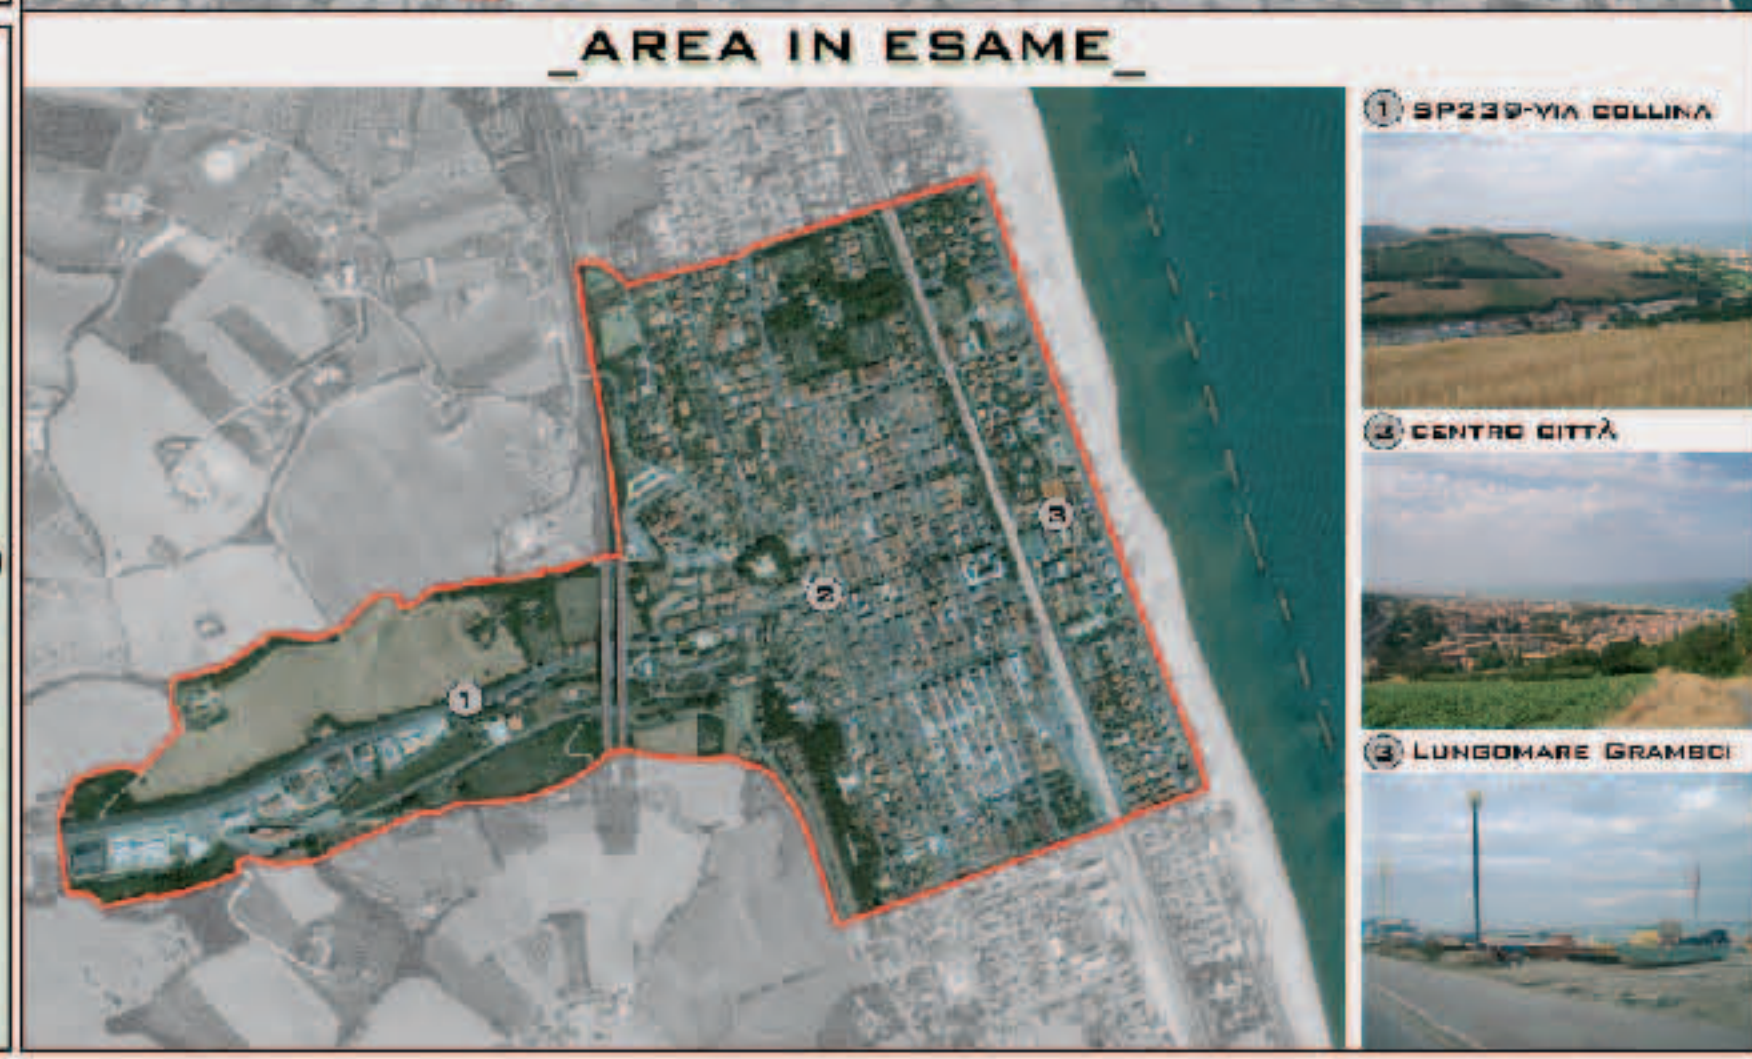 _AREA IN ESAME_
1 SP239-VIA COLLINA
2 CENTRO CITTÀ
3 LUNGOMARE GRAMSCI
1
2
3